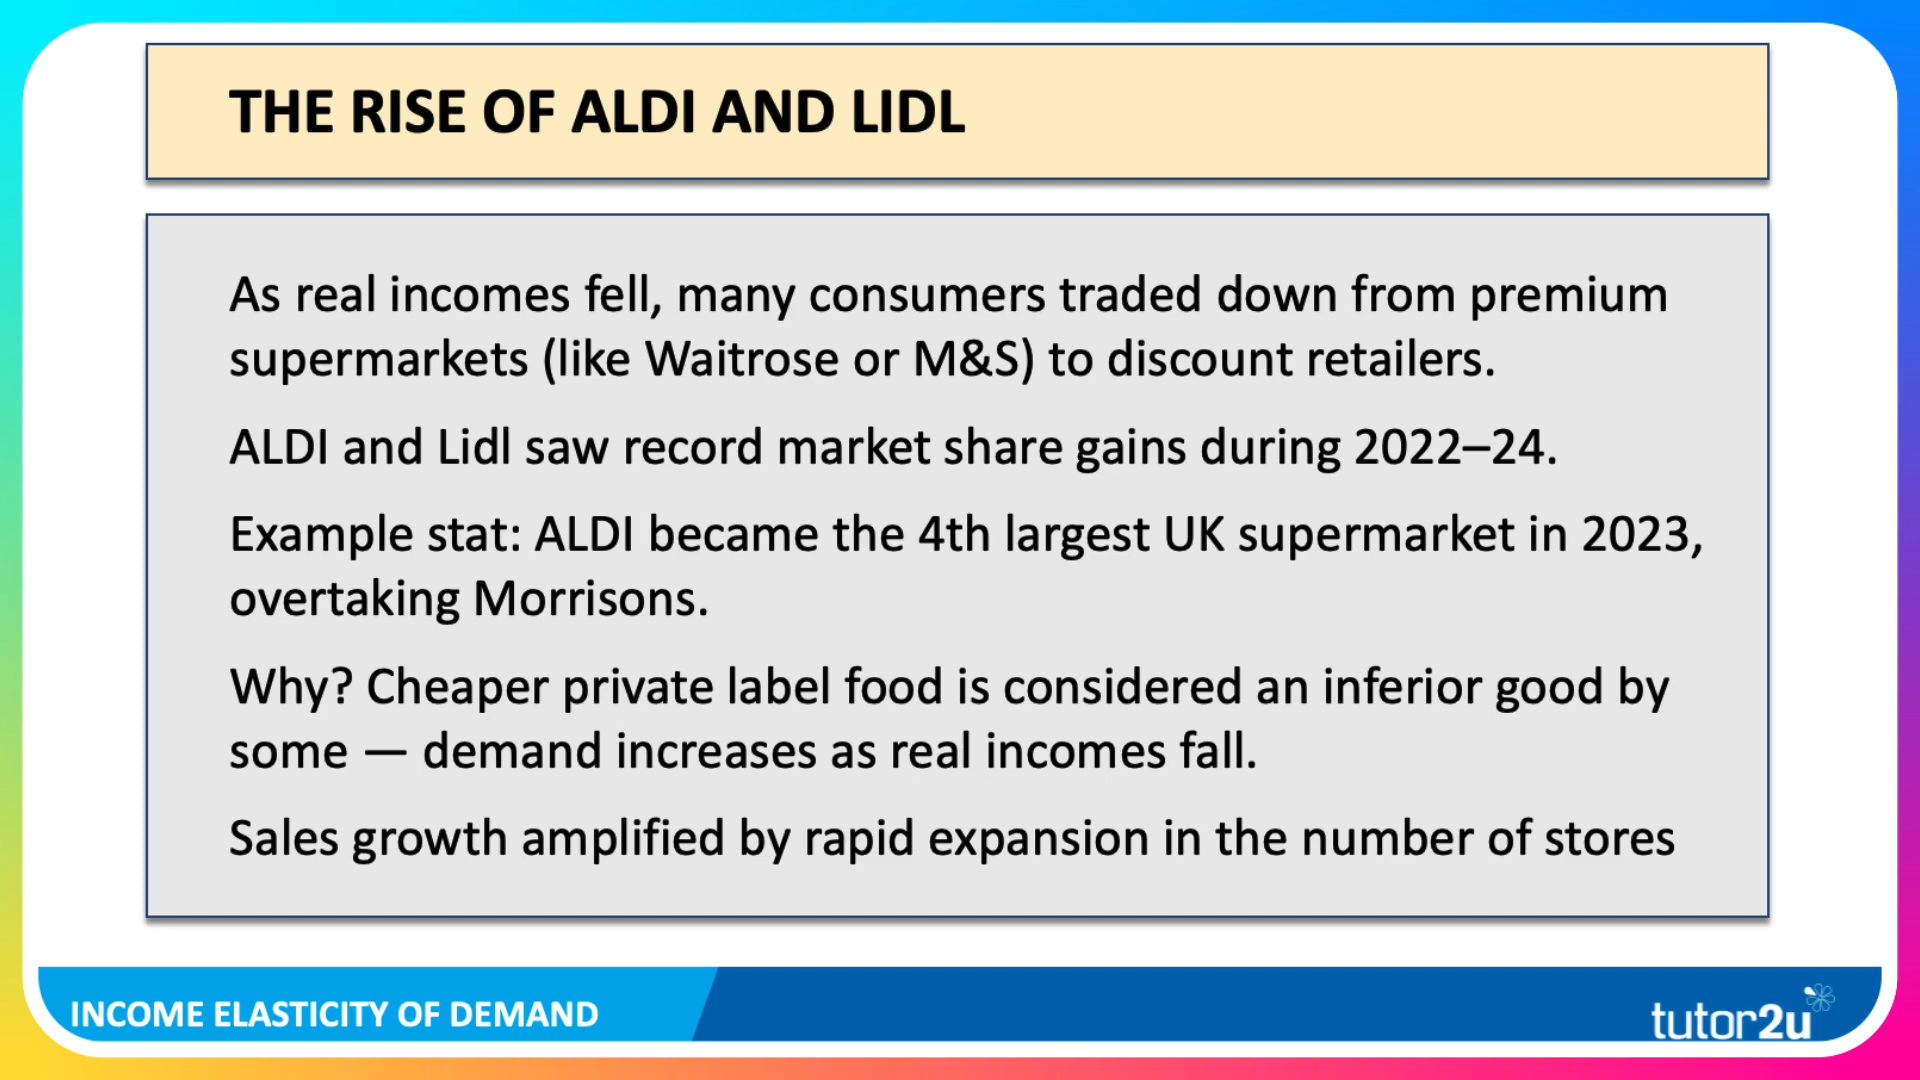 THE RISE OF ALDI AND LIDL
As real incomes fell, many consumers traded down from premium
supermarkets (like Waitrose or M&S) to discount retailers.
ALDI and Lidl saw record market share gains during 2022–24.
Example stat: ALDI became the 4th largest UK supermarket in 2023,
overtaking Morrisons.
Why? Cheaper private label food is considered an inferior good by
some — demand increases as real incomes fall.
Sales growth amplified by rapid expansion in the number of stores
INCOME ELASTICITY OF DEMAND
tutor2u